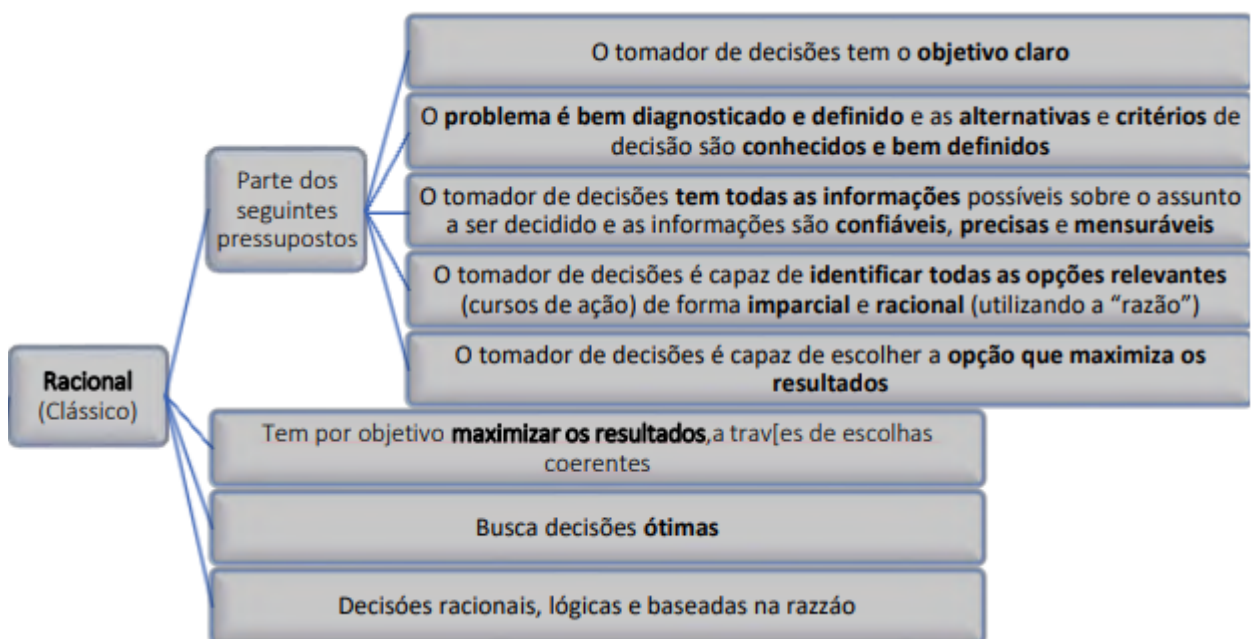 O tomador de decisões tem o objetivo claro
O problema é bem diagnosticado e definido e as alternativas e critérios de
decisão são conhecidos e bem definidos
Parte dos
seguintes
pressupostos
O tomador de decisões tem todas as informações possíveis sobre o assunto
a ser decidido e as informações são confiáveis, precisas e mensuráveis
O tomador de decisões é capaz de identificar todas as opções relevantes
(cursos de ação) de forma imparcial e racional (utilizando a “razão”)
O tomador de decisões é capaz de escolher a opção que maximiza os
resultados
Racional
(Clássico)
Tem por objetivo maximizar os resultados,a trav[es de escolhas
coerentes
Busca decisões ótimas
Decisóes racionais, lógicas e baseadas na razzáo